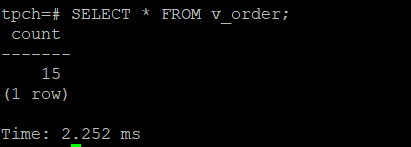 tpch=# SELECT * FROM v_order;
count
-------
15
(1 row)
Time: 2.252 ms